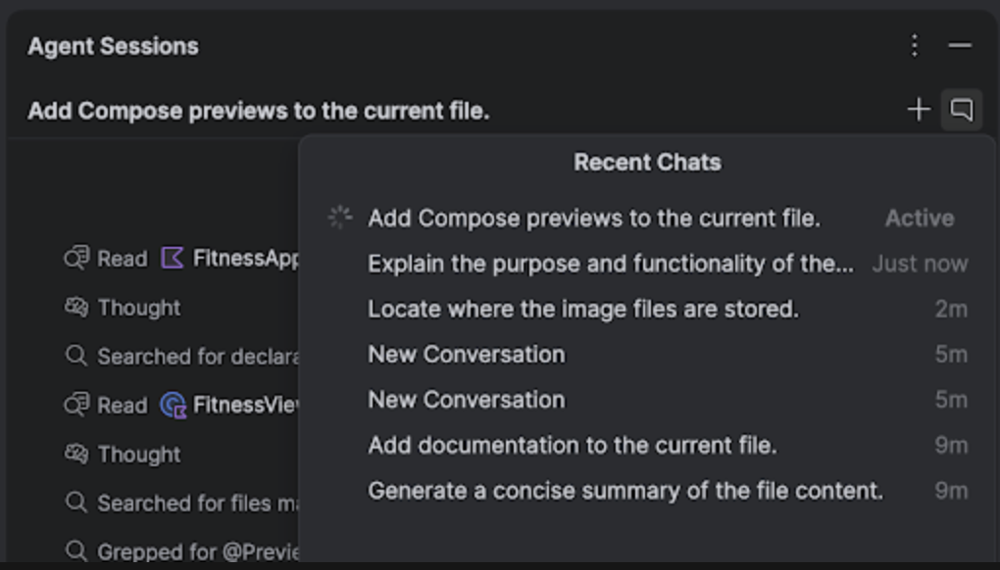 Agent Sessions
Add Compose previews to the current file.
Recent Chats
Add Compose previews to the current file. Active
Explain the purpose and functionality of the... Just now
Locate where the image files are stored. 2m
New Conversation 5m
New Conversation 5m
Add documentation to the current file. 9m
Generate a concise summary of the file content. 9m
Read FitnessApp
Thought
Searched for declara
Read FitnessVie
Thought
Searched for files ma
Grepped for @Previe